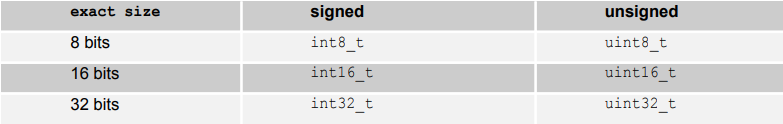 exact size signed unsigned
8 bits int8_t uint8_t
16 bits int16_t uint16_t
32 bits int32_t uint32_t